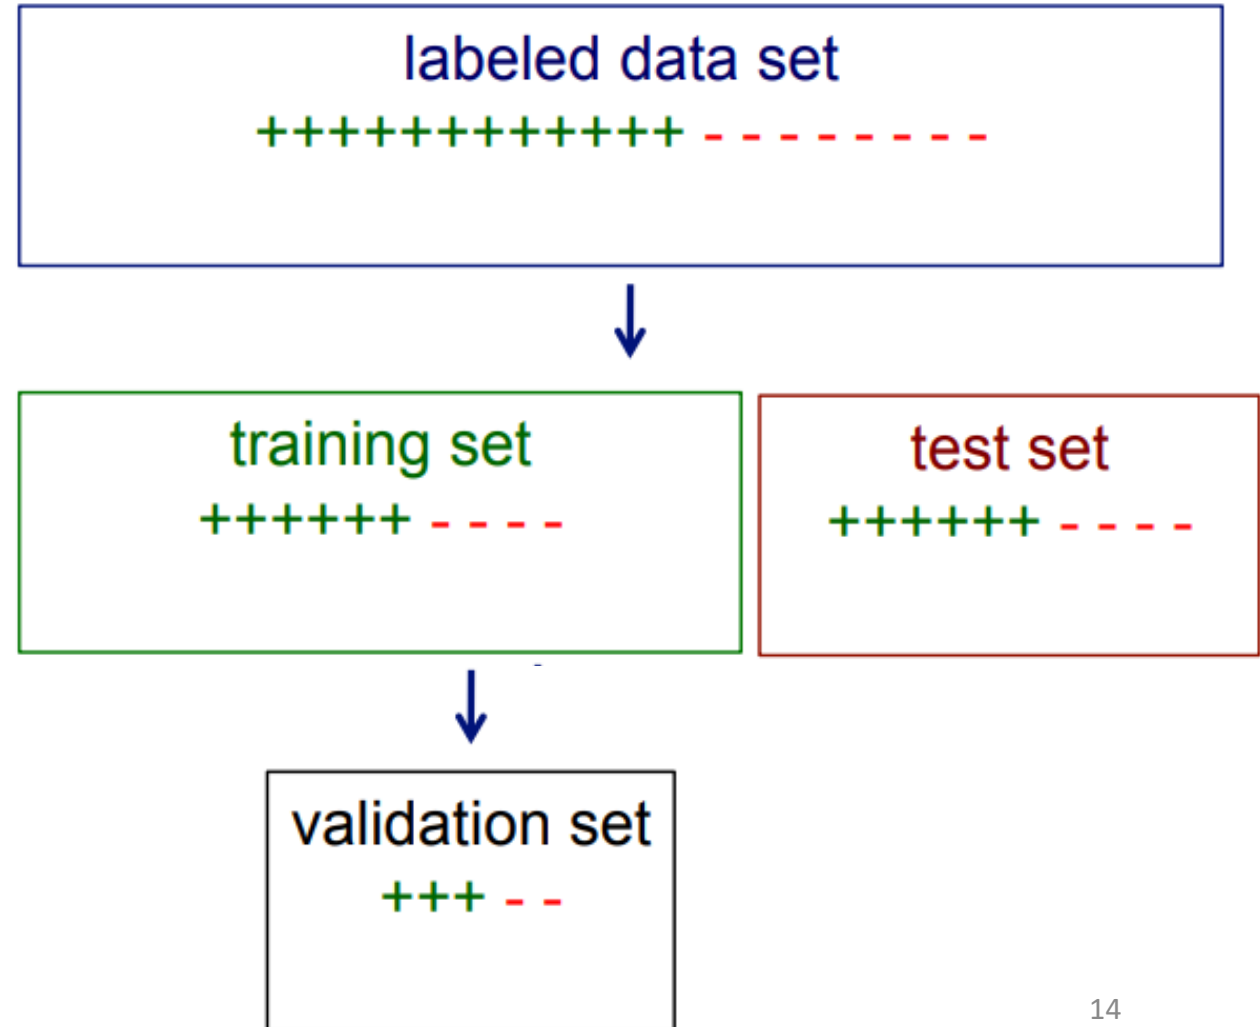 labeled data set
++++++++++++ - - - - - - - -
training set
++++++ - - - -
test set
++++++ - - - -
validation set
+++ - -
14